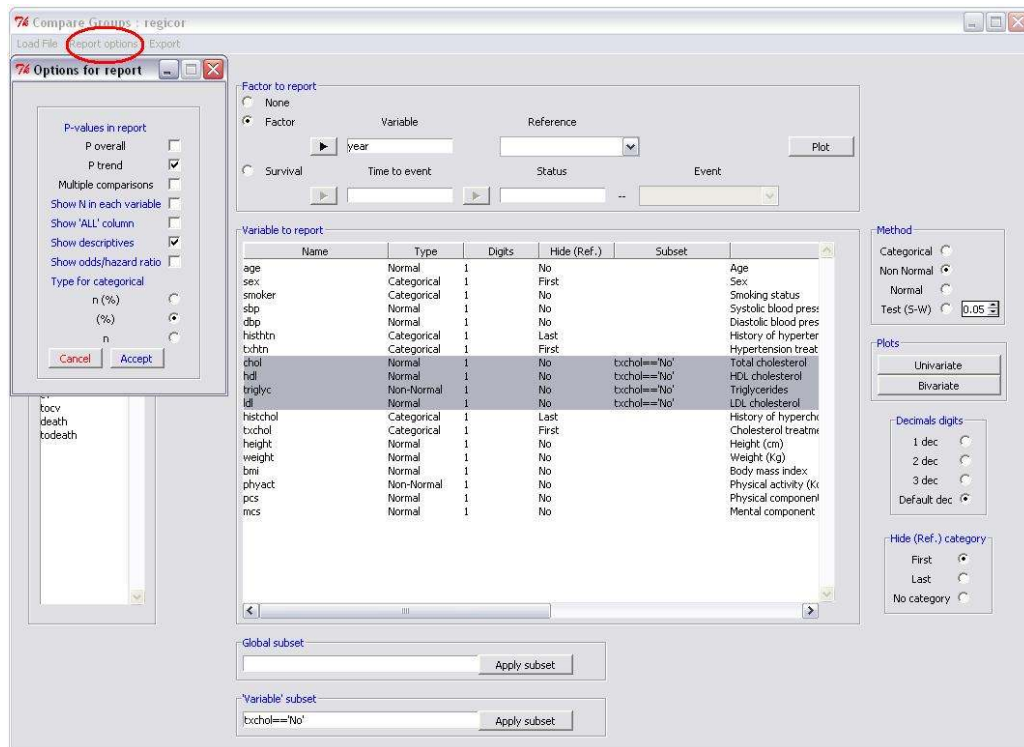 Compare Groups : regicor
Load File Report options Export
Options for report
P-values in report
P overall
P trend
Multiple comparisons
Show N in each variable
Show 'ALL' column
Show descriptives
Show odds/hazard ratio
Type for categorical
n (%)
(%)
n
Cancel Accept
tocv
death
todeath
Factor to report
None
Factor Variable Reference
year Plot
Survival Time to event Status Event
--
Variable to report
Name Type Digits Hide (Ref.) Subset
age Normal 1 No Age
sex Categorical 1 First Sex
smoker Categorical 1 No Smoking status
sbp Normal 1 No Systolic blood press
dbp Normal 1 No Diastolic blood pres
histhtn Categorical 1 Last History of hyperten
txhtn Categorical 1 First Hypertension treat
chol Normal 1 No txchol=='No' Total cholesterol
hdl Normal 1 No txchol=='No' HDL cholesterol
triglyc Non-Normal 1 No txchol=='No' Triglycerides
ldl Normal 1 No txchol=='No' LDL cholesterol
histchol Categorical 1 Last History of hypercho
txchol Categorical 1 First Cholesterol treatme
height Normal 1 No Height (cm)
weight Normal 1 No Weight (Kg)
bmi Normal 1 No Body mass index
phyact Non-Normal 1 No Physical activity (Kc
pcs Normal 1 No Physical component
mcs Normal 1 No Mental component
Global subset
Apply subset
'Variable' subset
txchol=='No' Apply subset
Method
Categorical
Non Normal
Normal
Test (S-W) 0.05
Plots
Univariate
Bivariate
Decimals digits
1 dec
2 dec
3 dec
Default dec
Hide (Ref.) category
First
Last
No category